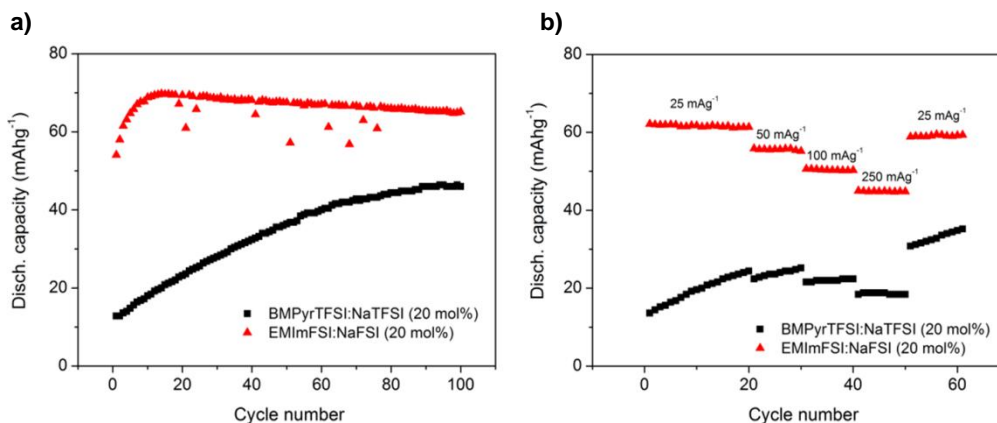 a)
80
60
40
20
0
Disch. capacity (mAhg⁻¹)
BMPyrTFSI:NaTFSI (20 mol%)
EMImFSI:NaFSI (20 mol%)
0 20 40 60 80 100
Cycle number
b)
80
60
40
20
0
Disch. capacity (mAhg⁻¹)
25 mAg⁻¹
50 mAg⁻¹
100 mAg⁻¹
250 mAg⁻¹
25 mAg⁻¹
BMPyrTFSI:NaTFSI (20 mol%)
EMImFSI:NaFSI (20 mol%)
0 20 40 60
Cycle number